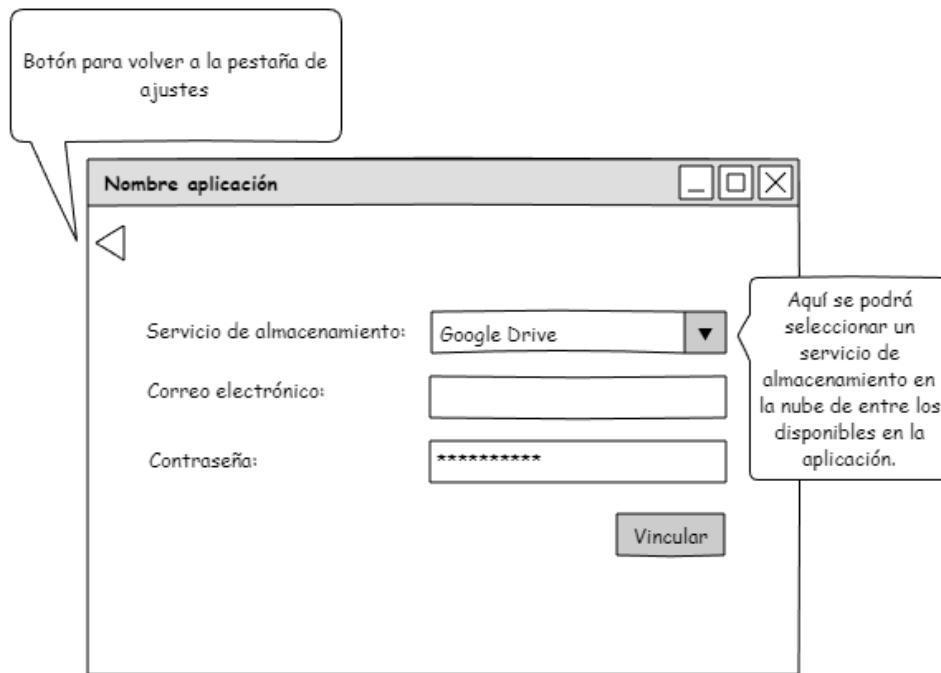 Botón para volver a la pestaña de
ajustes
Nombre aplicación
Servicio de almacenamiento:
Google Drive
Aquí se podrá
seleccionar un
servicio de
almacenamiento en
la nube de entre los
disponibles en la
aplicación.
Correo electrónico:
Contraseña:
**********
Vincular